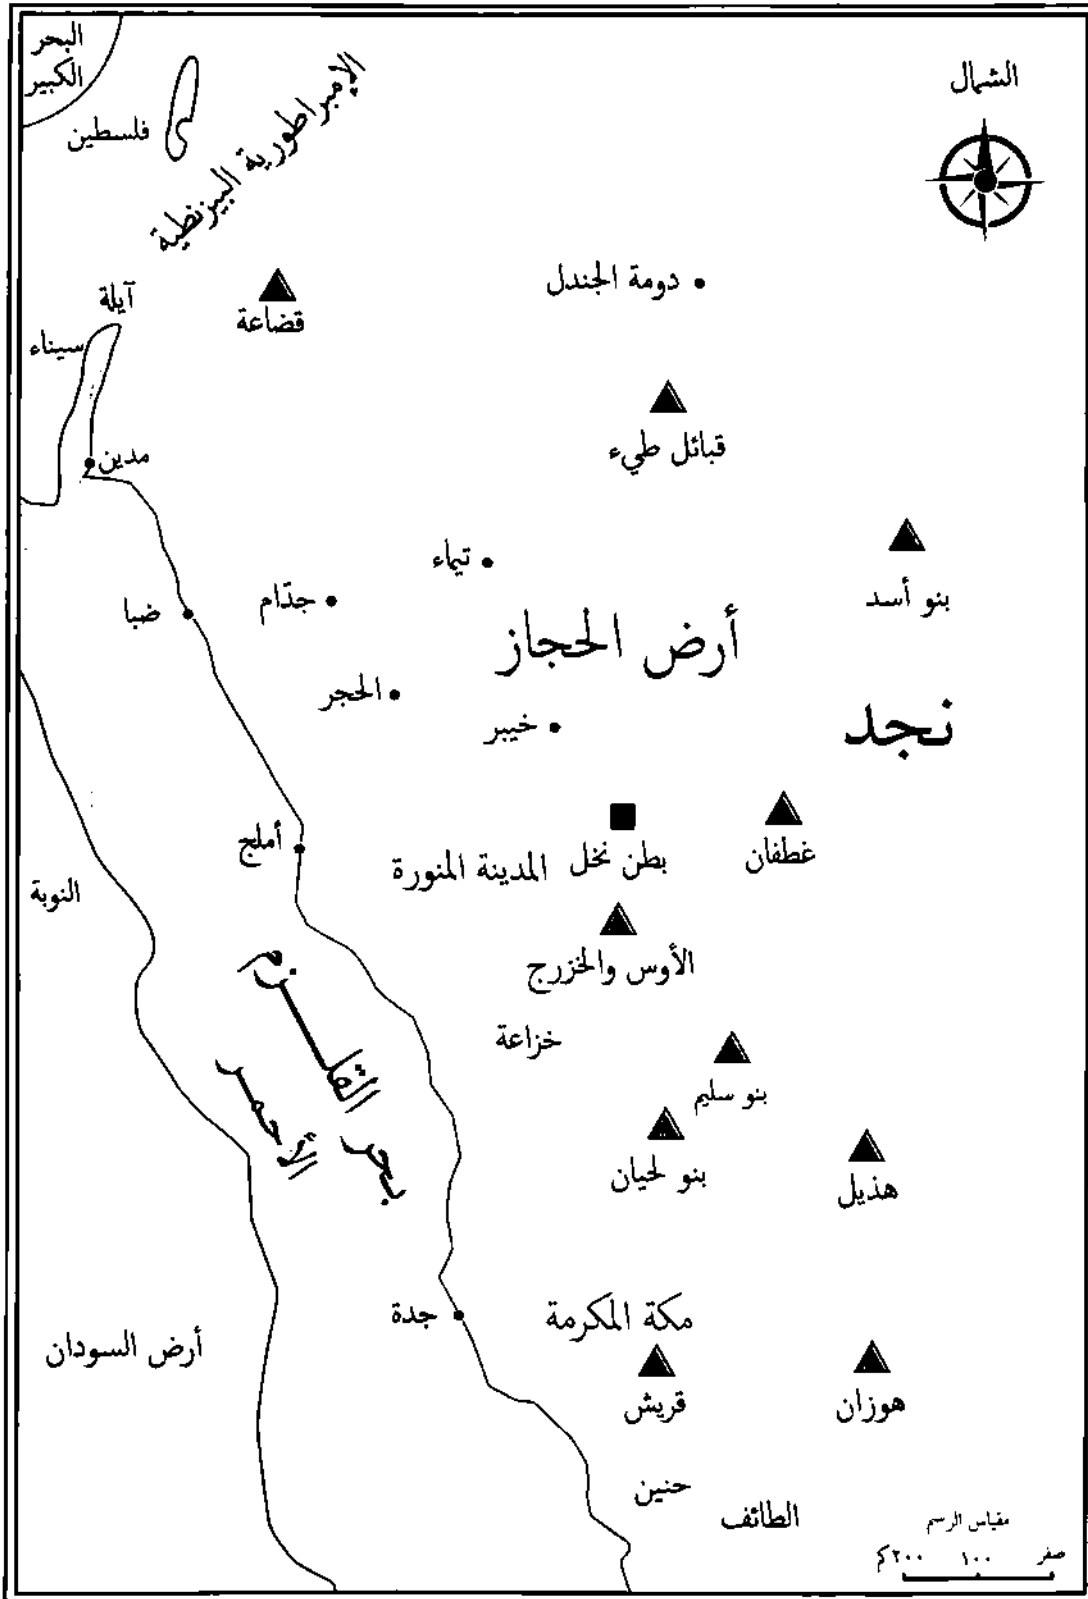 البحر
الكبير
الشمال
فلسطين
الإمبراطورية البيزنطية
دومة الجندل
آيلة
قضاعة
سيناء
قبائل طيء
مدين
تيماء
بنو أسد
جدّام
ضبا
أرض الحجاز
الحجر
خيبر
نجد
أملج
غطفان
بطن نخل
المدينة المنورة
النوبة
الأوس والخزرج
خزاعة
بحر القلزم
الأحمر
بنو سليم
بنو لحيان
هذيل
جدة
مكة المكرمة
أرض السودان
قريش
هوزان
حنين
الطائف
مقياس الرسم
صفر ١٠٠ ٢٠٠كم